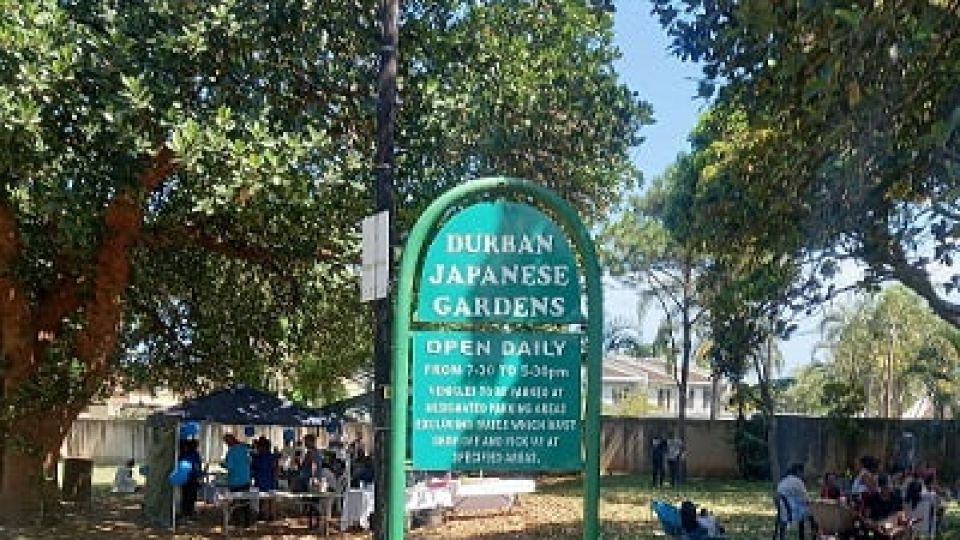 DURBAN
JAPANESE
GARDENS
OPEN DAILY
FROM 7-30 TO 5-30pm
VEHICLES TO BE PARKED AT
DESIGNATED PARKING AREAS
EXCLUDING WHICH MUST
DROP OFF AND PICK UP AT
SPECIFIED AREAS.